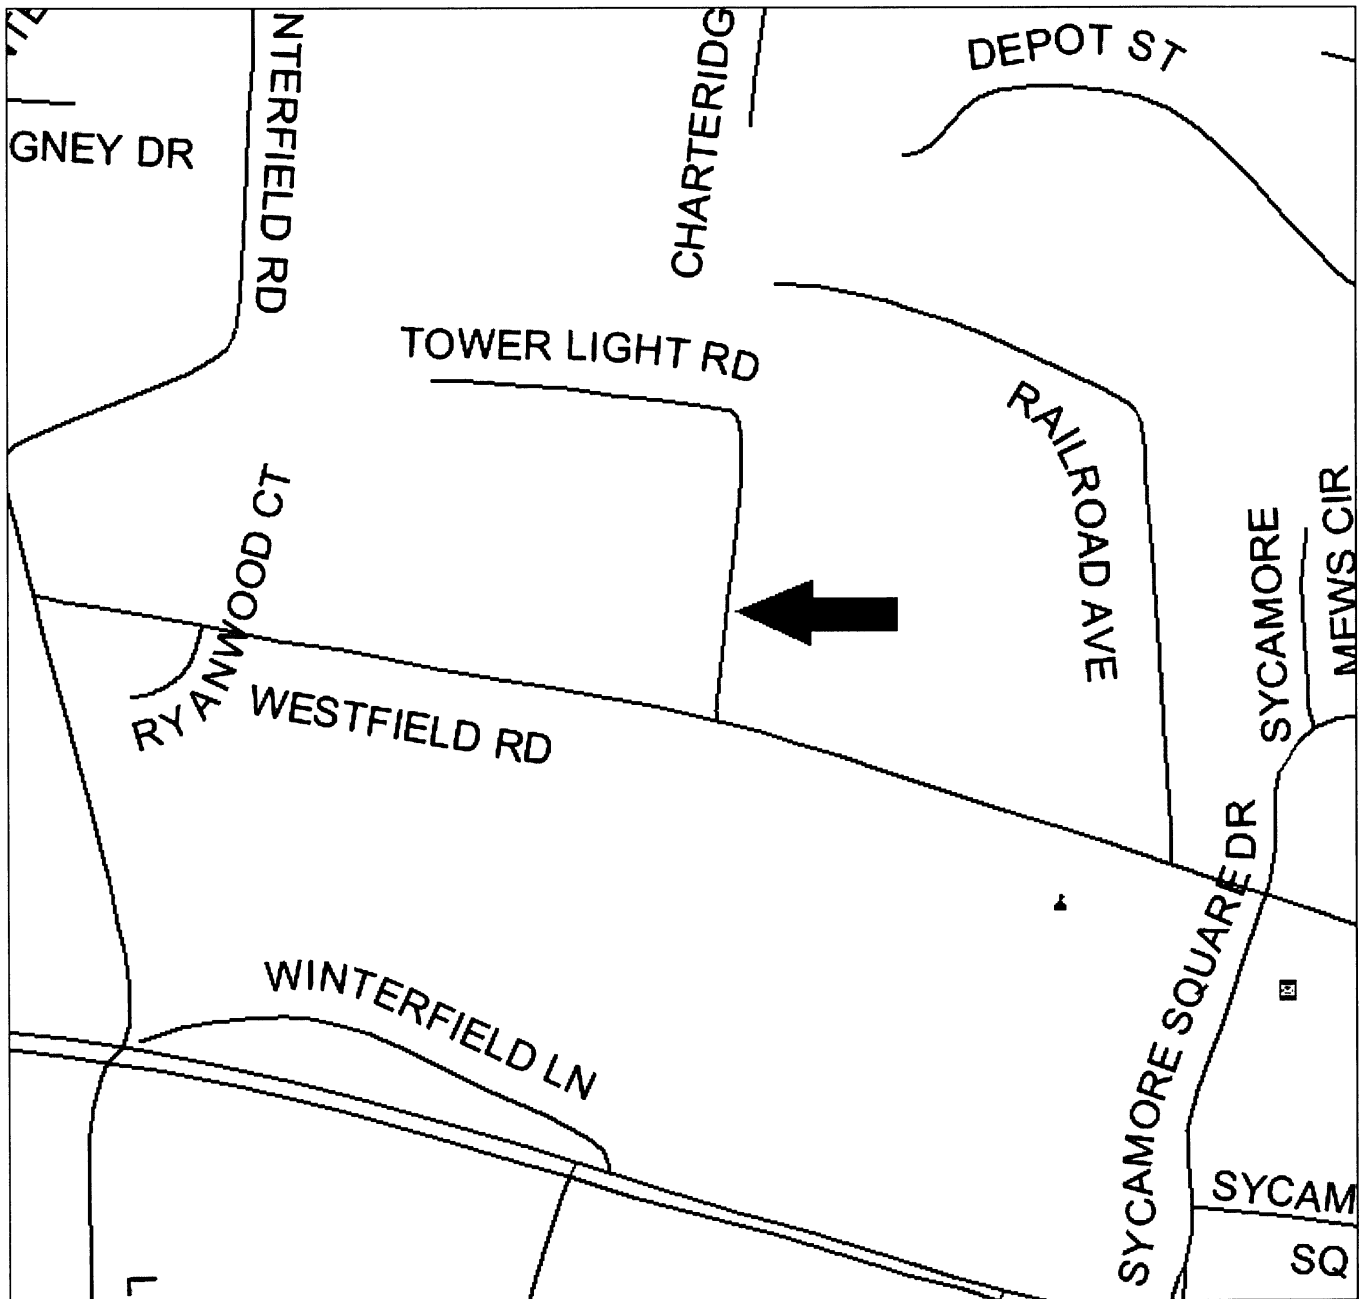 NTERFIELD RD
CHARTERIDG
DEPOT ST
GNEY DR
TOWER LIGHT RD
RAILROAD AVE
RYANWOOD CT
SYCAMORE
MEWS CIR
WESTFIELD RD
SYCAMORE SQUARE DR
WINTERFIELD LN
SYCAM
SQ
L